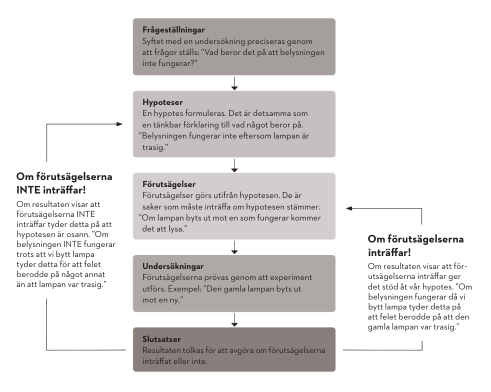 Frågeställningar
Syftet med en undersökning preciseras genom
att frågor ställs: "Vad beror det på att belysningen
inte fungerar?"
Hypoteser
En hypotes formuleras. Det är detsamma som
en tänkbar förklaring till vad något beror på.
"Belysningen fungerar inte eftersom lampan är
trasig."
Förutsägelser
Förutsägelser görs utifrån hypotesen. De är
saker som måste inträffa om hypotesen stämmer.
"Om lampan byts ut mot en som fungerar kommer
det att lysa."
Undersökningar
Förutsägelserna prövas genom att experiment
utförs. Exempel: "Den gamla lampan byts ut
mot en ny."
Slutsatser
Resultaten tolkas för att avgöra om förutsägelserna
inträffat eller inte.
Om förutsägelserna
INTE inträffar!
Om resultaten visar att
förutsägelserna INTE
inträffar tyder detta på att
hypotesen är osann. "Om
belysningen INTE fungerar
trots att vi bytt lampa
tyder detta för att felet
berodde på något annat
än att lampan var trasig."
Om förutsägelserna
inträffar!
Om resultaten visar att för-
utsägelserna inträffar ger
det stöd åt vår hypotes. "Om
belysningen fungerar då vi
bytt lampa tyder detta på
att felet berodde på att den
gamla lampan var trasig."